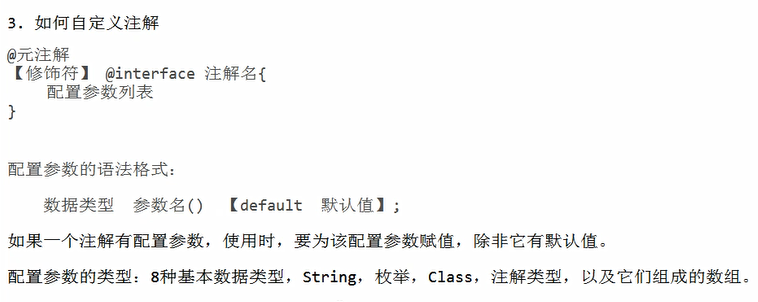 3. 如何自定义注解
@元注解
【修饰符】 @interface 注解名{
配置参数列表
}
配置参数的语法格式：
数据类型 参数名() 【default 默认值】;
如果一个注解有配置参数，使用时，要为该配置参数赋值，除非它有默认值。
配置参数的类型：8种基本数据类型，String，枚举，Class，注解类型，以及它们组成的数组。